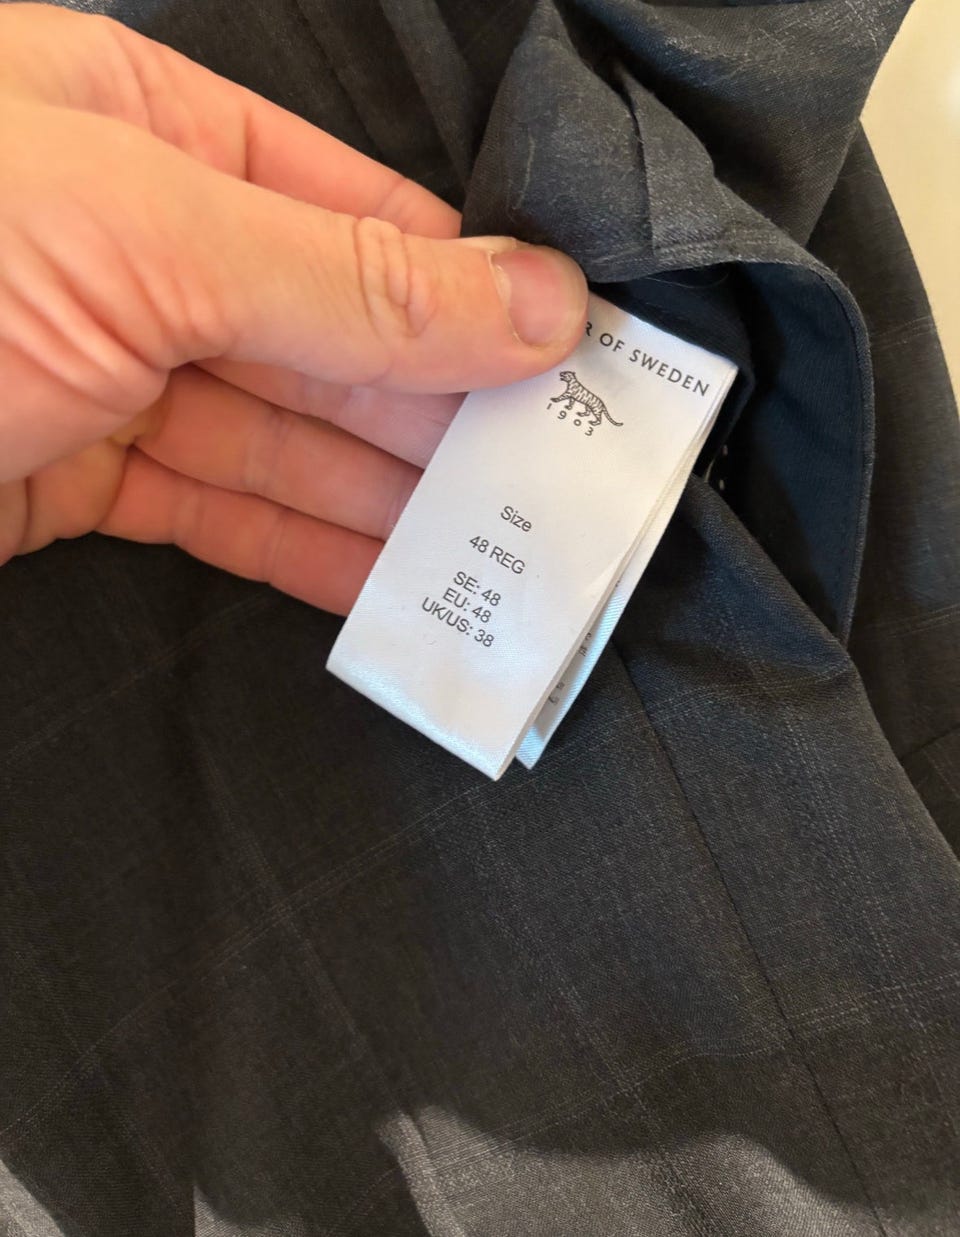 R OF SWEDEN
1903
Size
48 REG
SE: 48
EU: 48
UK/US: 38